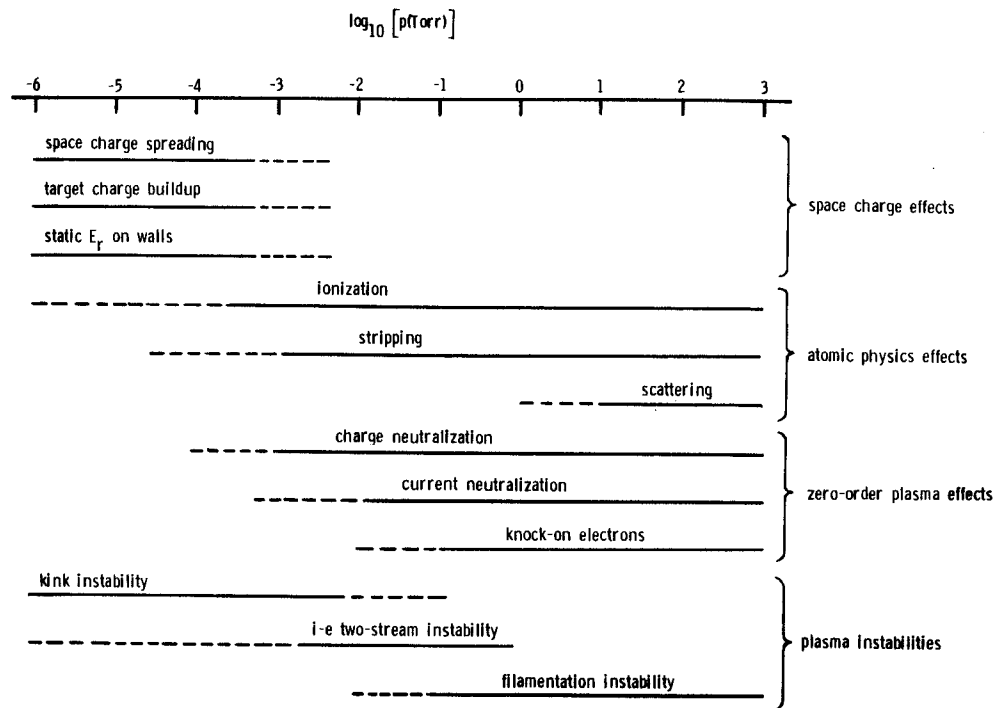 log10 [p(Torr)]
-6 -5 -4 -3 -2 -1 0 1 2 3
space charge spreading
target charge buildup
static Er on walls
space charge effects
ionization
stripping
scattering
atomic physics effects
charge neutralization
current neutralization
knock-on electrons
zero-order plasma effects
kink instability
i-e two-stream instability
filamentation instability
plasma instabilities